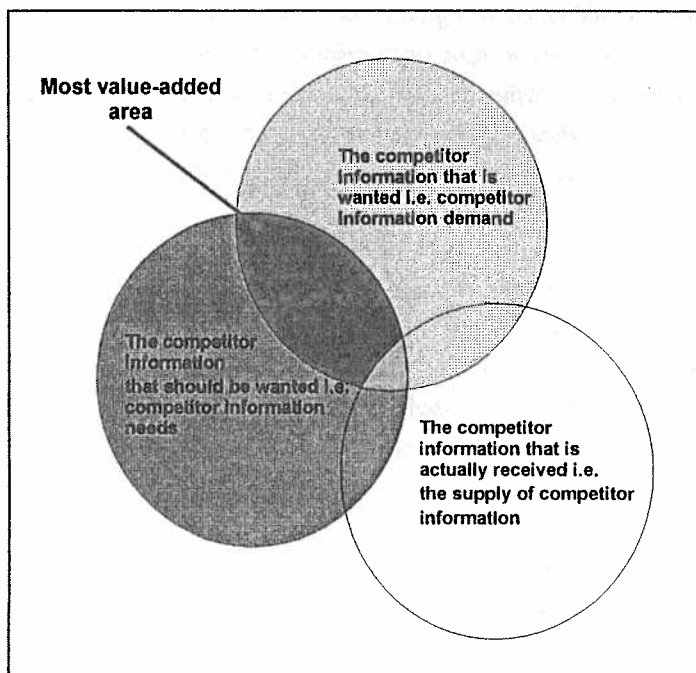 Most value-added
area
The competitor
Information that is
wanted i.e. competitor
Information demand
The competitor
Information
that should be wanted i.e.
competitor Information
needs
The competitor
information that is
actually received i.e.
the supply of competitor
information